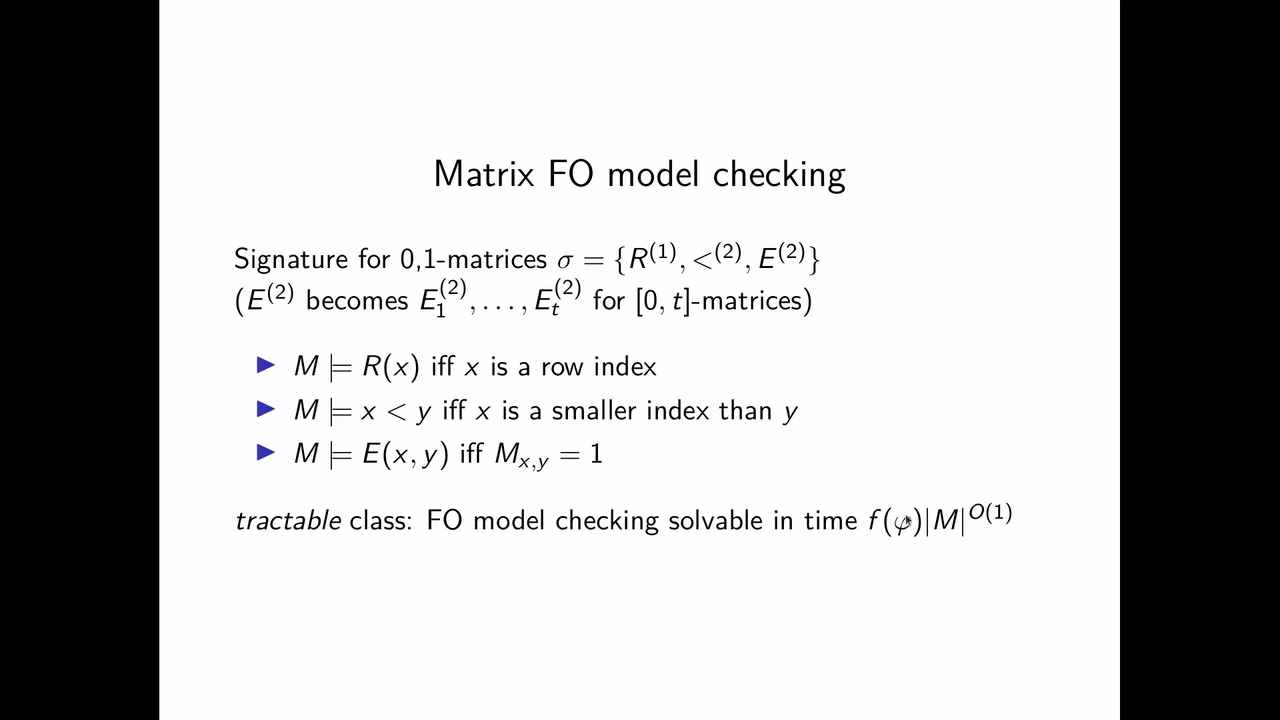 Matrix FO model checking
Signature for 0,1-matrices σ = {R^(1), <^(2), E^(2)}
(E^(2) becomes E_1^(2), . . . , E_t^(2) for [0, t]-matrices)
▶ M ⊨ R(x) iff x is a row index
▶ M ⊨ x < y iff x is a smaller index than y
▶ M ⊨ E(x, y) iff M_{x,y} = 1
tractable class: FO model checking solvable in time f(φ)|M|^{O(1)}